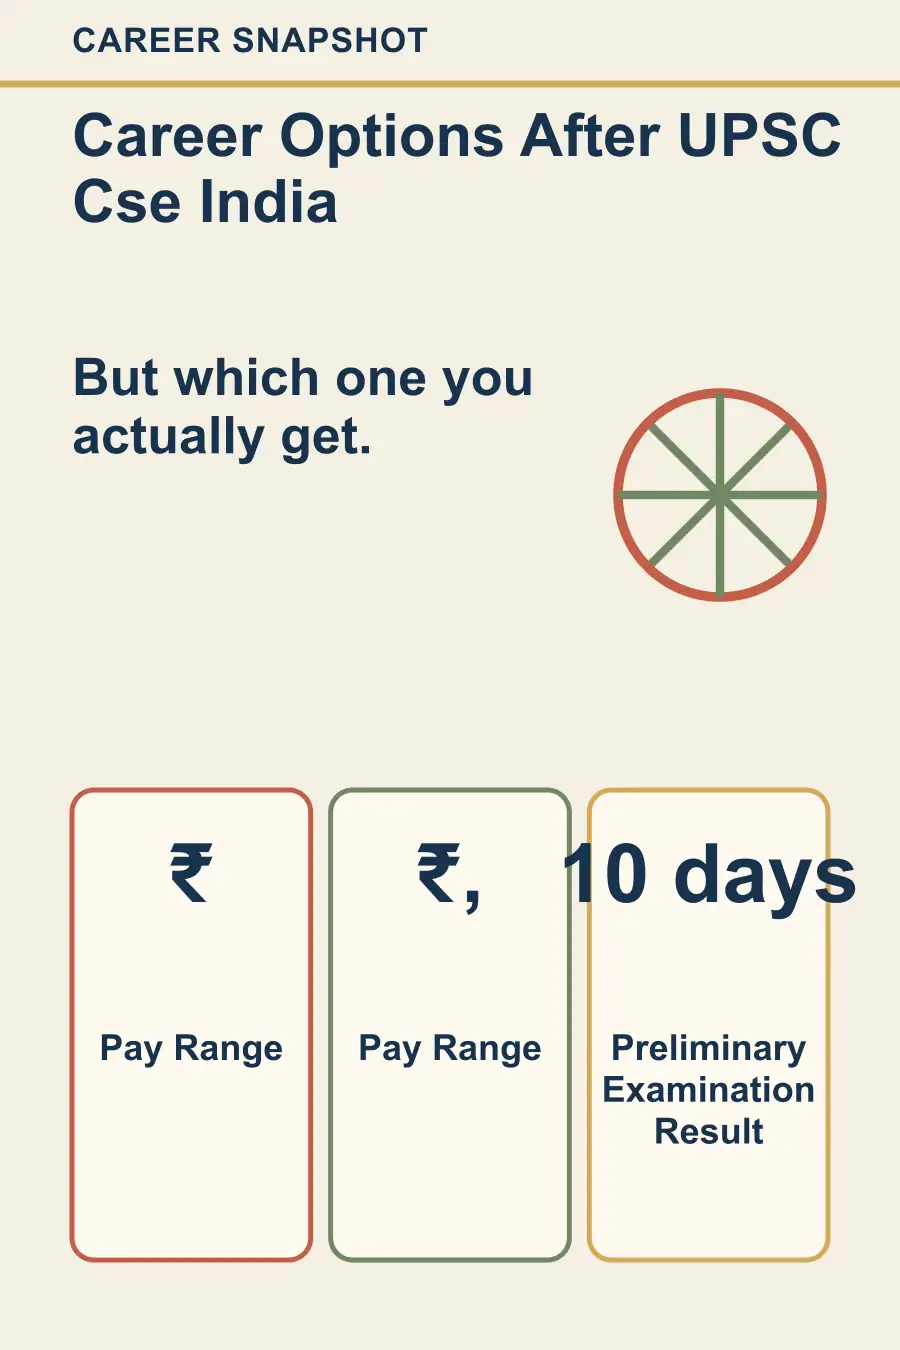 CAREER SNAPSHOT
Career Options After UPSC
Cse India
But which one you
actually get.
₹
Pay Range
₹,
Pay Range
10 days
Preliminary
Examination
Result